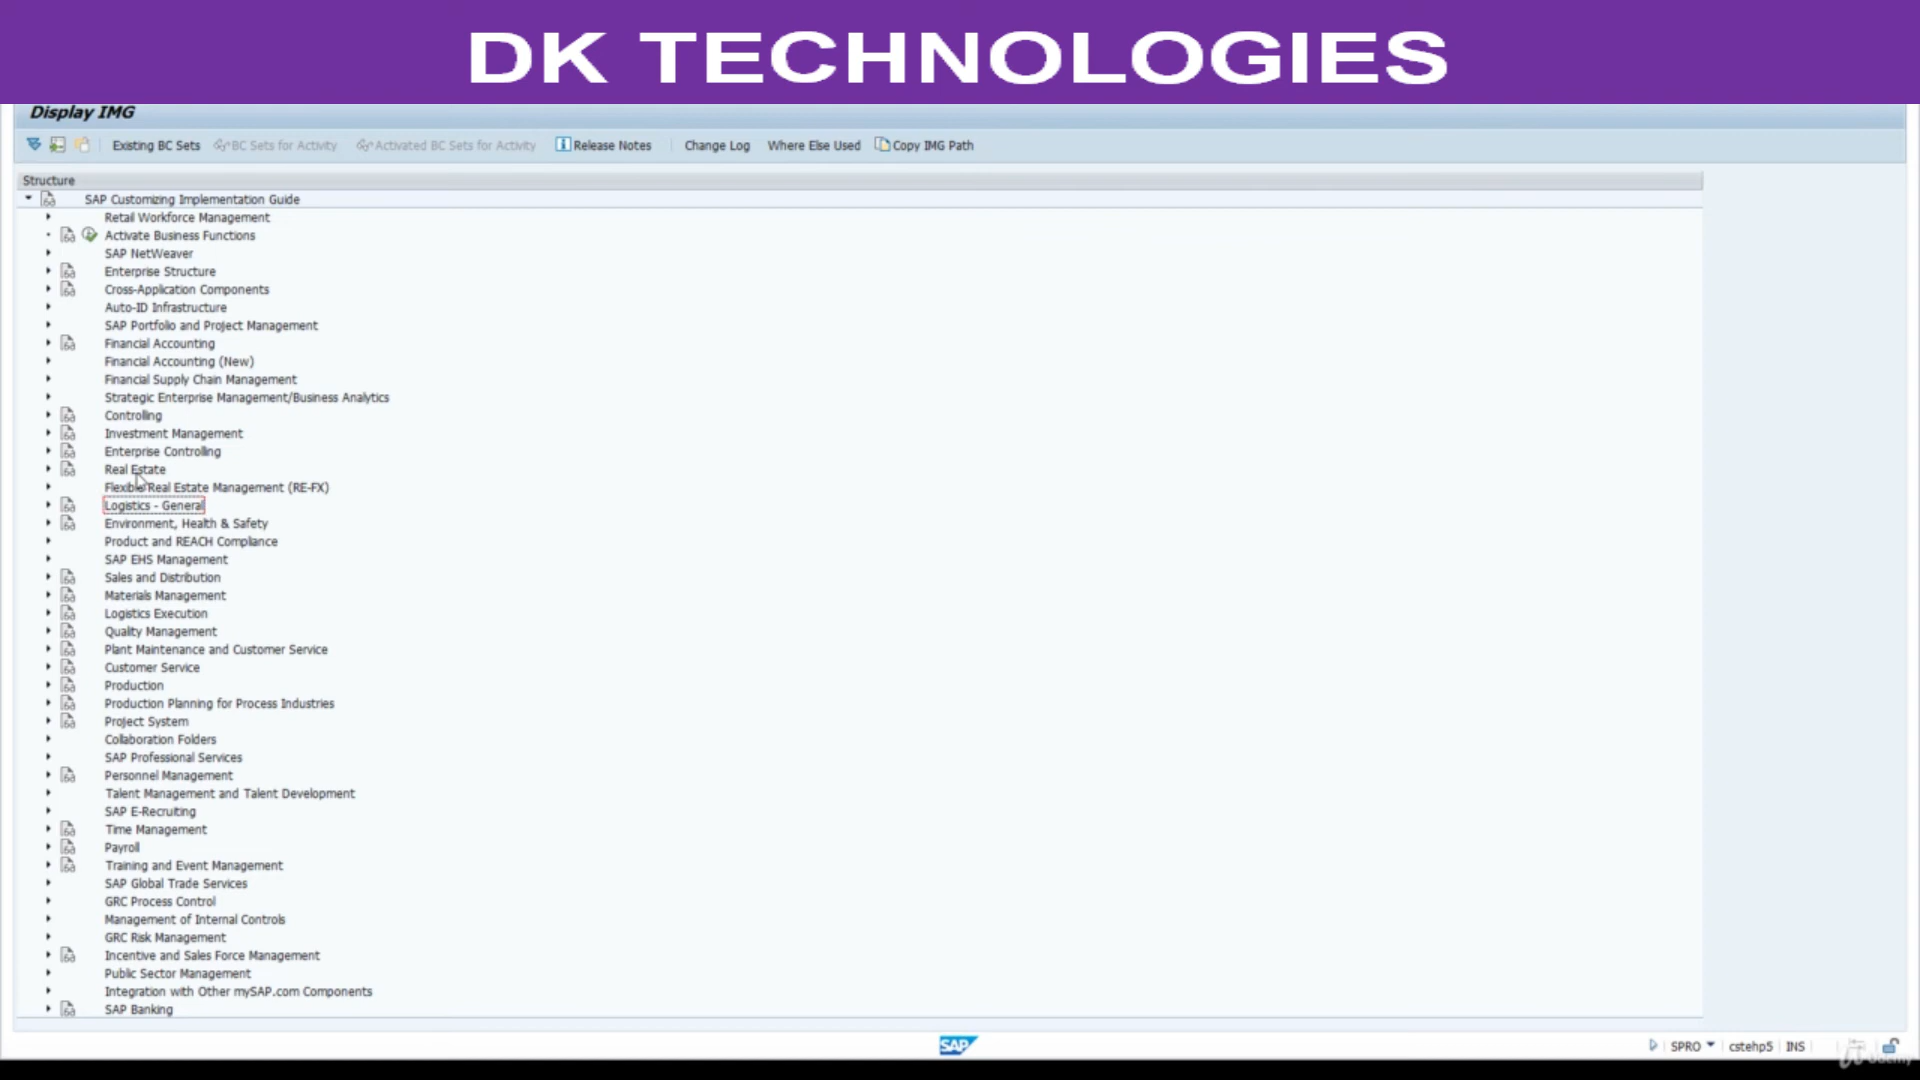 DK TECHNOLOGIES
Display IMG
Existing BC Sets BC Sets for Activity Activated BC Sets for Activity Release Notes Change Log Where Else Used Copy IMG Path
Structure
SAP Customizing Implementation Guide
Retail Workforce Management
Activate Business Functions
SAP NetWeaver
Enterprise Structure
Cross-Application Components
Auto-ID Infrastructure
SAP Portfolio and Project Management
Financial Accounting
Financial Accounting (New)
Financial Supply Chain Management
Strategic Enterprise Management/Business Analytics
Controlling
Investment Management
Enterprise Controlling
Real Estate
Flexible Real Estate Management (RE-FX)
Logistics - General
Environment, Health & Safety
Product and REACH Compliance
SAP EHS Management
Sales and Distribution
Materials Management
Logistics Execution
Quality Management
Plant Maintenance and Customer Service
Customer Service
Production
Production Planning for Process Industries
Project System
Collaboration Folders
SAP Professional Services
Personnel Management
Talent Management and Talent Development
SAP E-Recruiting
Time Management
Payroll
Training and Event Management
SAP Global Trade Services
GRC Process Control
Management of Internal Controls
GRC Risk Management
Incentive and Sales Force Management
Public Sector Management
Integration with Other mySAP.com Components
SAP Banking
SAP SPRO cstehp5 INS
udemy